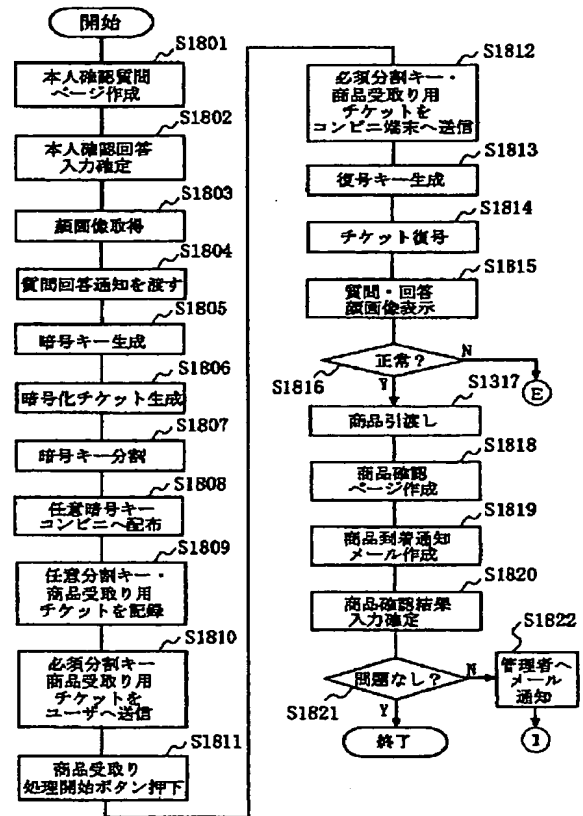 開始
S1801
本人確認質問
ページ作成
S1802
本人確認回答
入力確定
S1803
顔画像取得
S1804
質問回答通知を渡す
S1805
暗号キー生成
S1806
暗号化チケット生成
S1807
暗号キー分割
S1808
任意暗号キー
コンビニへ配布
S1809
任意分割キー・
商品受取り用
チケットを記録
S1810
必須分割キー
商品受取り用
チケットを
ユーザへ送信
S1811
商品受取り
処理開始ボタン押下
S1812
必須分割キー・
商品受取り用
チケットを
コンビニ端末へ送信
S1813
復号キー生成
S1814
チケット復号
S1815
質問・回答
顔画像表示
正常?
N
S1816
Y
E
S1317
商品引渡し
S1818
商品確認
ページ作成
S1819
商品到着通知
メール作成
S1820
商品確認結果
入力確定
問題なし?
N
S1821
Y
S1822
管理者へ
メール
通知
1
終了